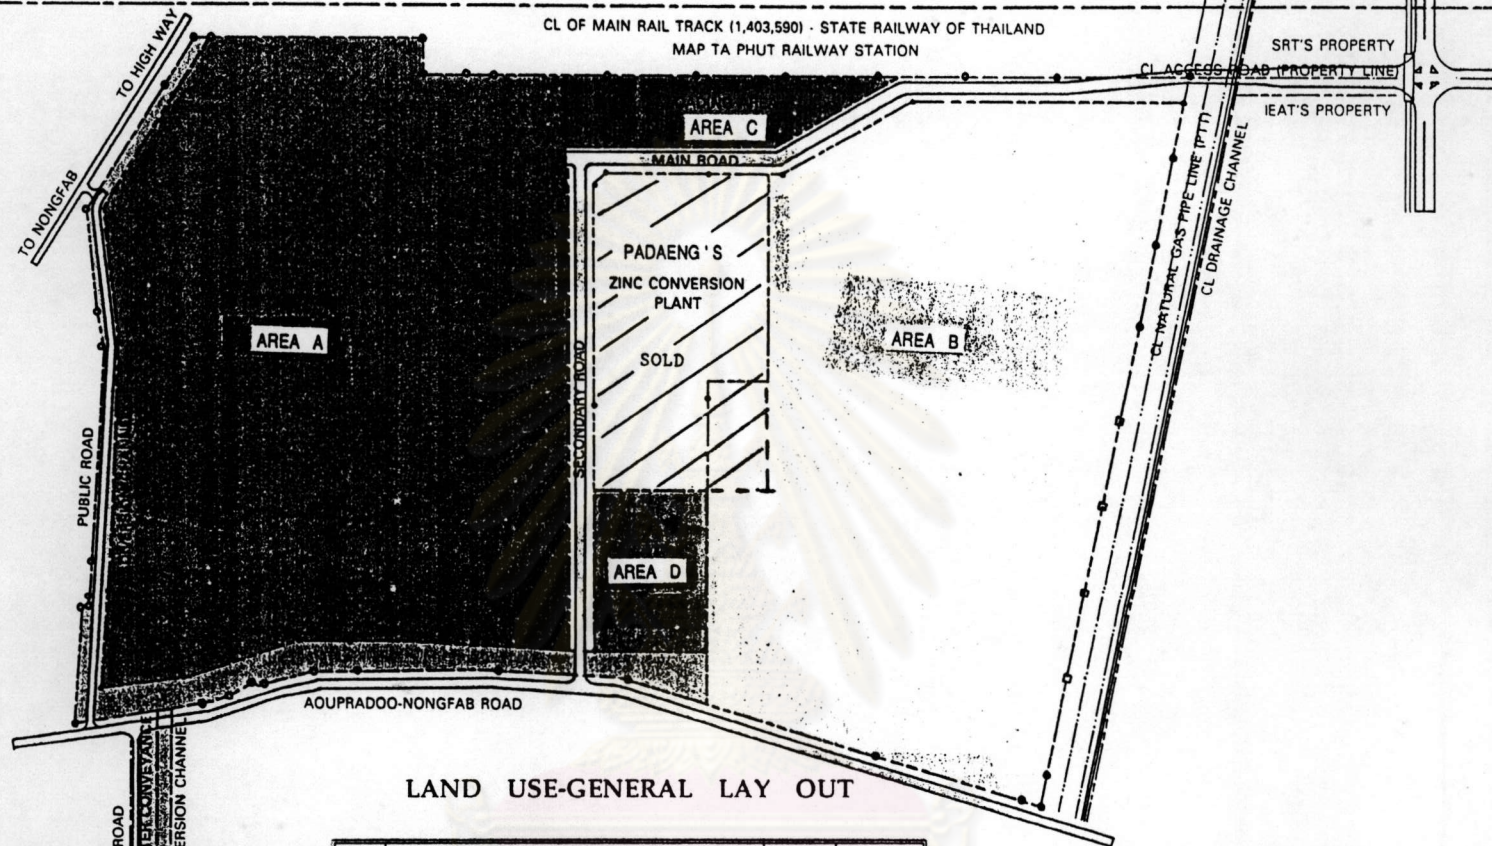 CL OF MAIN RAIL TRACK (1,403,590) - STATE RAILWAY OF THAILAND
MAP TA PHUT RAILWAY STATION
SRT'S PROPERTY
CL ACCESS ROAD (PROPERTY LINE)
IEAT'S PROPERTY
TO HIGH WAY
TO NONGFAB
AREA C
MAIN ROAD
PADAENG'S
ZINC CONVERSION
PLANT
SOLD
AREA A
AREA B
SECONDARY ROAD
CL NATURAL GAS PIPE LINE (PTT)
CL DRAINAGE CHANNEL
PUBLIC ROAD
AREA D
AOUPRADOO-NONGFAB ROAD
LAND USE-GENERAL LAY OUT
ROAD
CONVEYANCE
CHANNEL